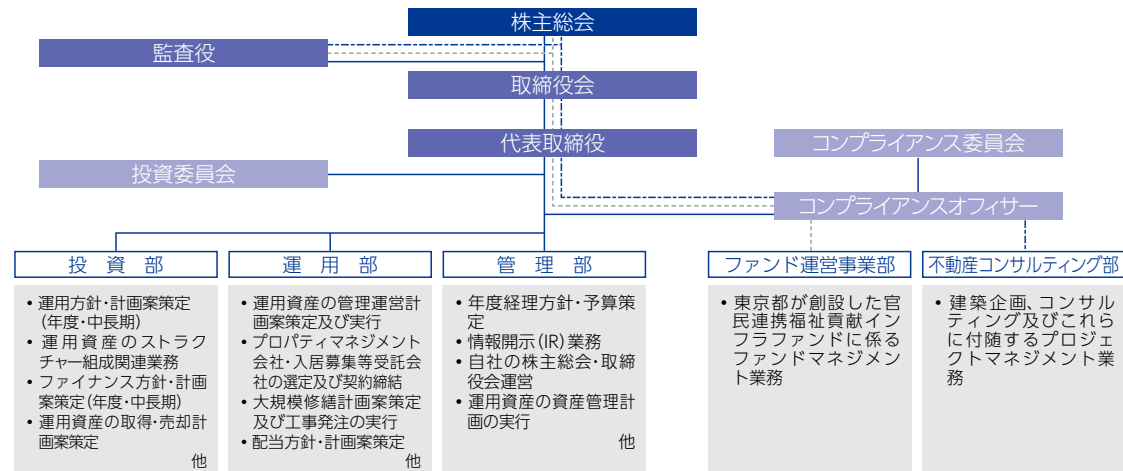 株主総会
監査役
取締役会
代表取締役
コンプライアンス委員会
投資委員会
コンプライアンスオフィサー
投資部
運用部
管理部
ファンド運営事業部
不動産コンサルティング部
• 運用方針・計画案策定
(年度・中長期)
• 運用資産のストラク
チャー組成関連業務
• ファイナンス方針・計画
案策定(年度・中長期)
• 運用資産の取得・売却計
画案策定
他
• 運用資産の管理運営計
画案策定及び実行
• プロパティマネジメント
会社・入居募集等受託会
社の選定及び契約締結
• 大規模修繕計画案策定
及び工事発注の実行
• 配当方針・計画案策定
他
• 年度経理方針・予算策
定
• 情報開示(IR)業務
• 自社の株主総会・取締
役会運営
• 運用資産の資産管理計
画の実行
他
• 東京都が創設した官
民連携福祉貢献イン
フラファンドに係る
ファンドマネジメン
ト業務
• 建築企画、コンサル
ティング及びこれら
に付随するプロジェ
クトマネジメント業
務